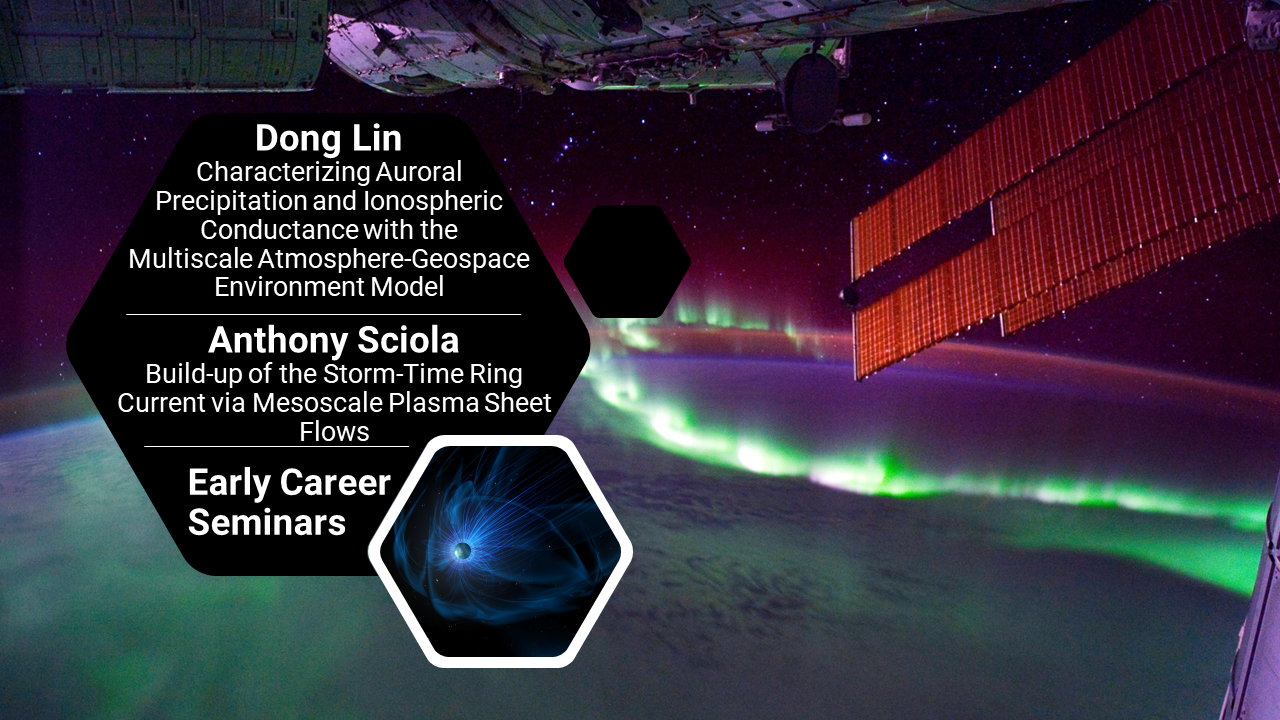 Dong Lin
Characterizing Auroral
Precipitation and Ionospheric
Conductance with the
Multiscale Atmosphere-Geospace
Environment Model
Anthony Sciola
Build-up of the Storm-Time Ring
Current via Mesoscale Plasma Sheet
Flows
Early Career
Seminars